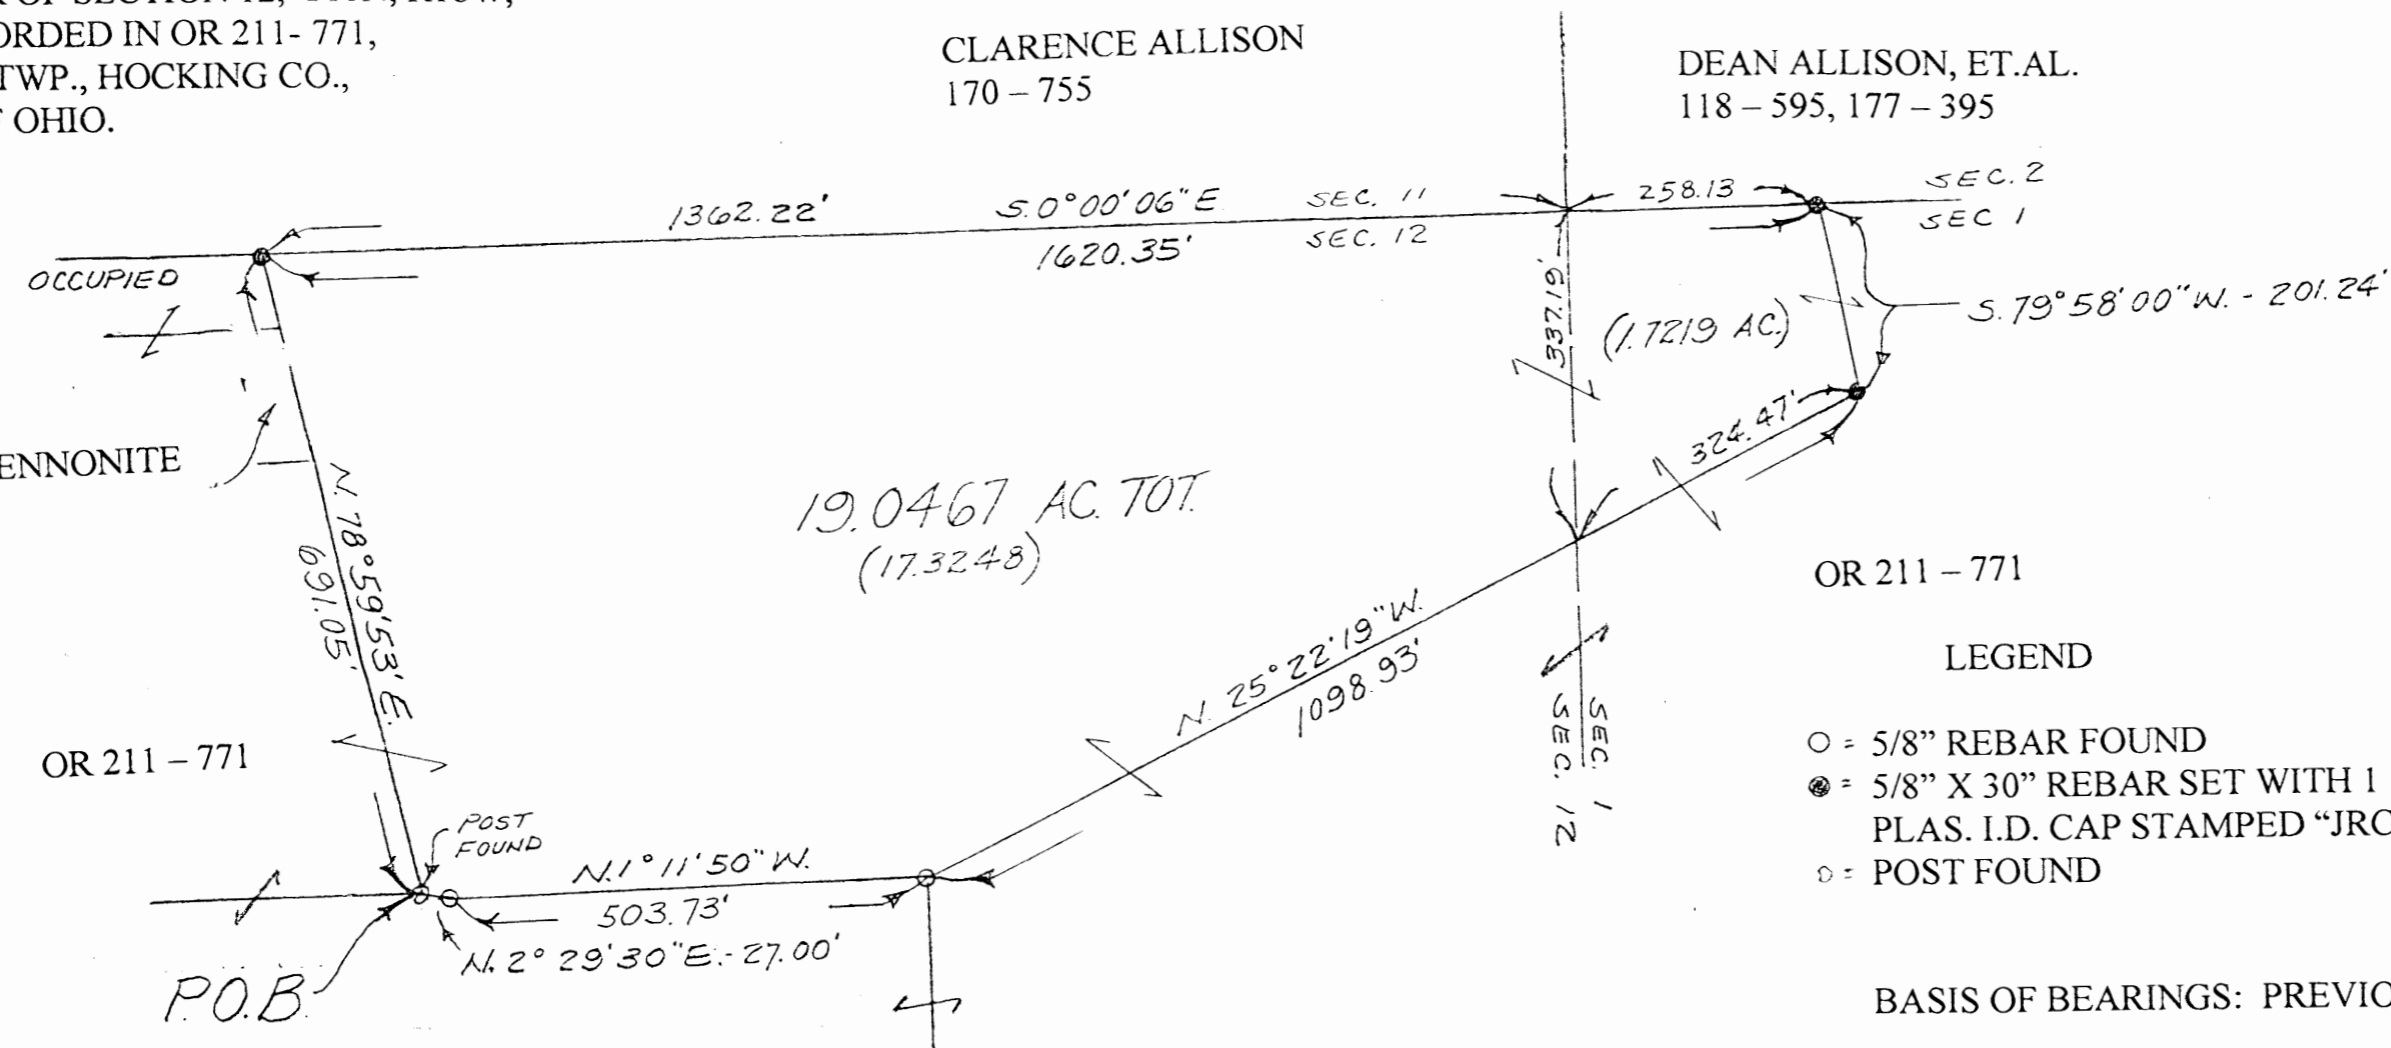 ORDED IN OR 211- 771,
TWP., HOCKING CO.,
OHIO.
CLARENCE ALLISON
170 – 755
DEAN ALLISON, ET.AL.
118 – 595, 177 – 395
1362.22'
S. 0° 00' 06" E
SEC. 11
258.13
SEC. 2
OCCUPIED
1620.35'
SEC. 12
SEC 1
337.19'
(1.7219 AC.)
S. 79° 58' 00" W. - 201.24'
324.47'
ENNONITE
N. 78° 59' 53" E.
691.05'
19.0467 AC. TOT.
(17.3248)
OR 211 – 771
N. 25° 22' 19" W.
1098.93'
SEC. 1
SEC. 12
LEGEND
= 5/8” REBAR FOUND
= 5/8” X 30” REBAR SET WITH 1
PLAS. I.D. CAP STAMPED “JRC
= POST FOUND
OR 211 – 771
POST
FOUND
N. 1° 11' 50" W.
503.73'
N. 2° 29' 30" E. - 27.00'
P.O.B.
BASIS OF BEARINGS: PREVIO